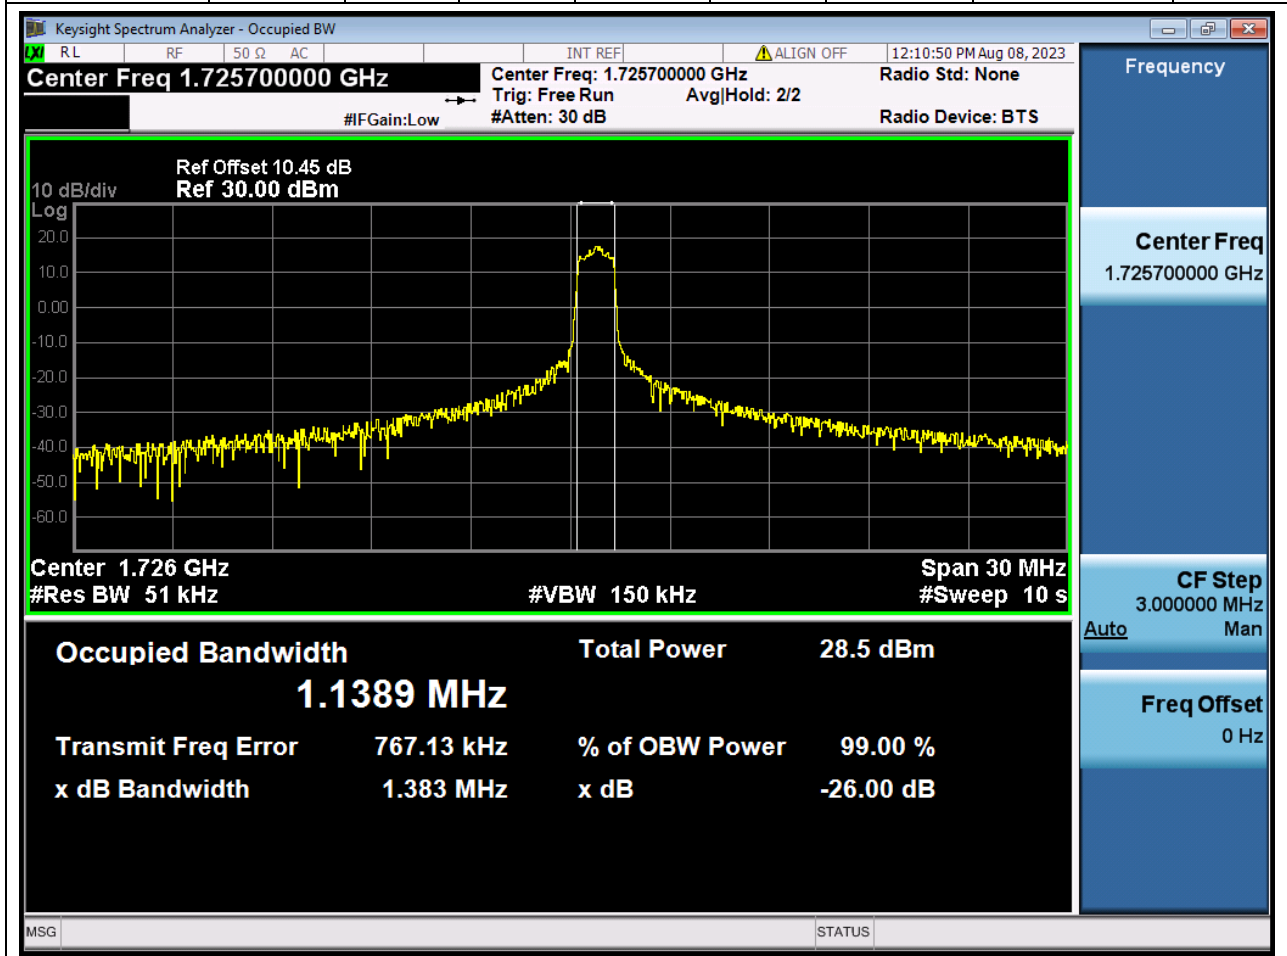 Keysight Spectrum Analyzer - Occupied BW
LXI RL RF 50 Ω AC INT REF ALIGN OFF 12:10:50 PM Aug 08, 2023
Center Freq 1.725700000 GHz
Center Freq: 1.725700000 GHz
Radio Std: None
Trig: Free Run Avg|Hold: 2/2
#IFGain:Low
#Atten: 30 dB
Radio Device: BTS
Ref Offset 10.45 dB
10 dB/div Ref 30.00 dBm
Log
20.0
10.0
0.00
-10.0
-20.0
-30.0
-40.0
-50.0
-60.0
Center 1.726 GHz Span 30 MHz
#Res BW 51 kHz #VBW 150 kHz #Sweep 10 s
Occupied Bandwidth Total Power 28.5 dBm
1.1389 MHz
Transmit Freq Error 767.13 kHz % of OBW Power 99.00 %
x dB Bandwidth 1.383 MHz x dB -26.00 dB
Frequency
Center Freq
1.725700000 GHz
CF Step
3.000000 MHz
Auto Man
Freq Offset
0 Hz
MSG STATUS